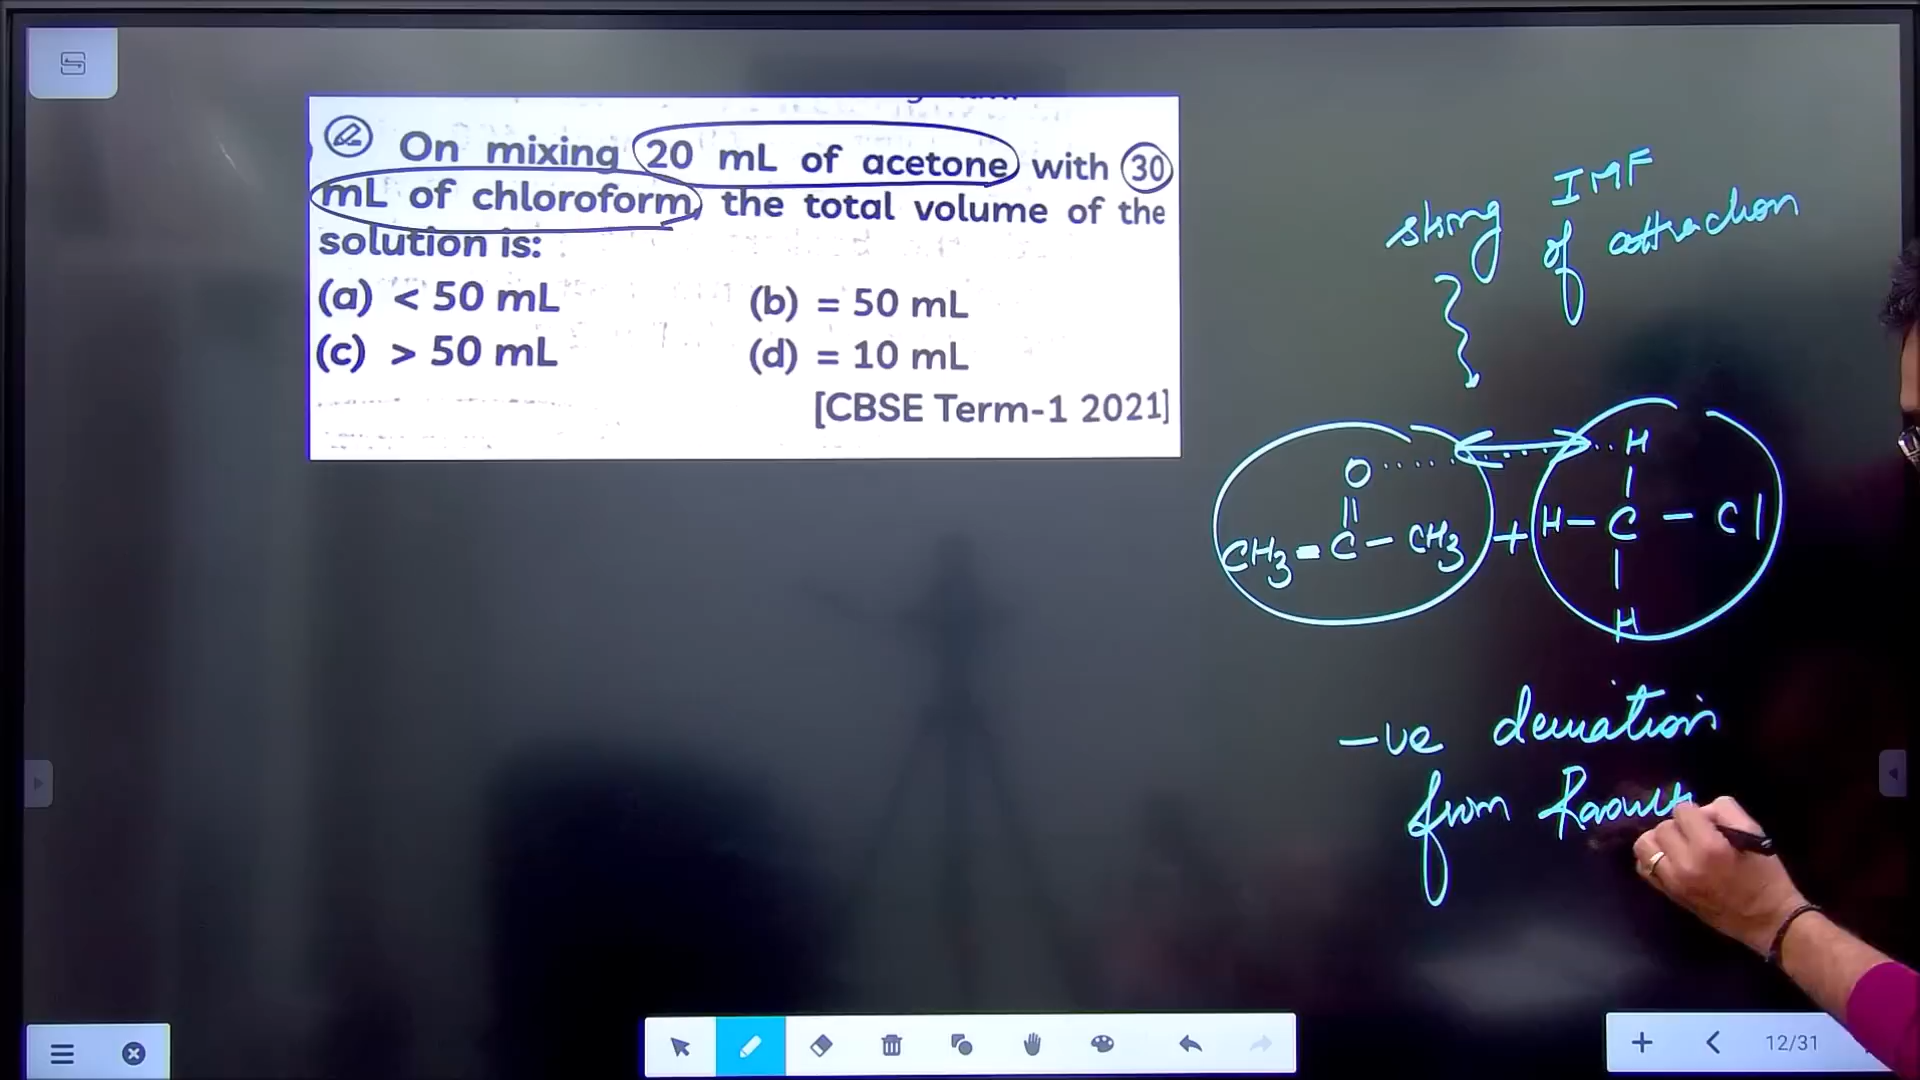 On mixing 20 mL of acetone with 30
mL of chloroform, the total volume of the
solution is:
(a) < 50 mL (b) = 50 mL
(c) > 50 mL (d) = 10 mL
[CBSE Term-1 2021]
IMF
strong of attraction
O H
|| |
CH3 - C - CH3 + H - C - Cl
|
H
-ve deviation
from Raoult
12/31